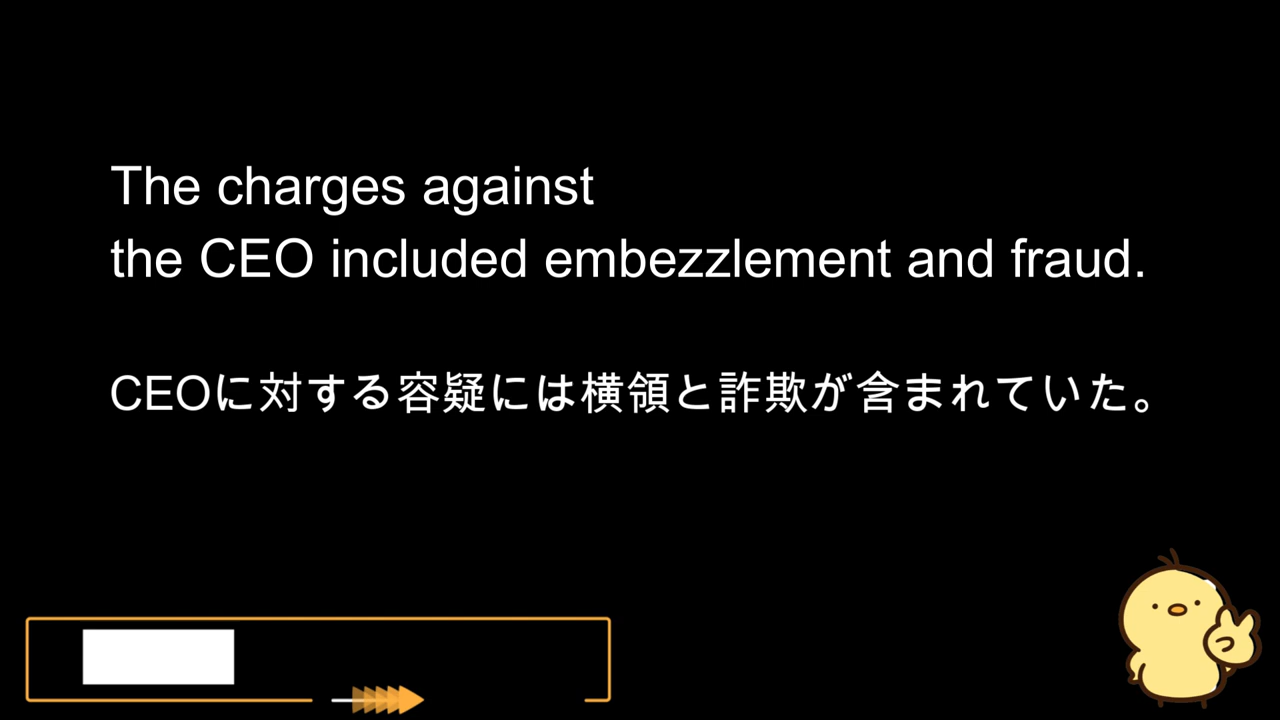 The charges against
the CEO included embezzlement and fraud.
CEOに対する容疑には横領と詐欺が含まれていた。